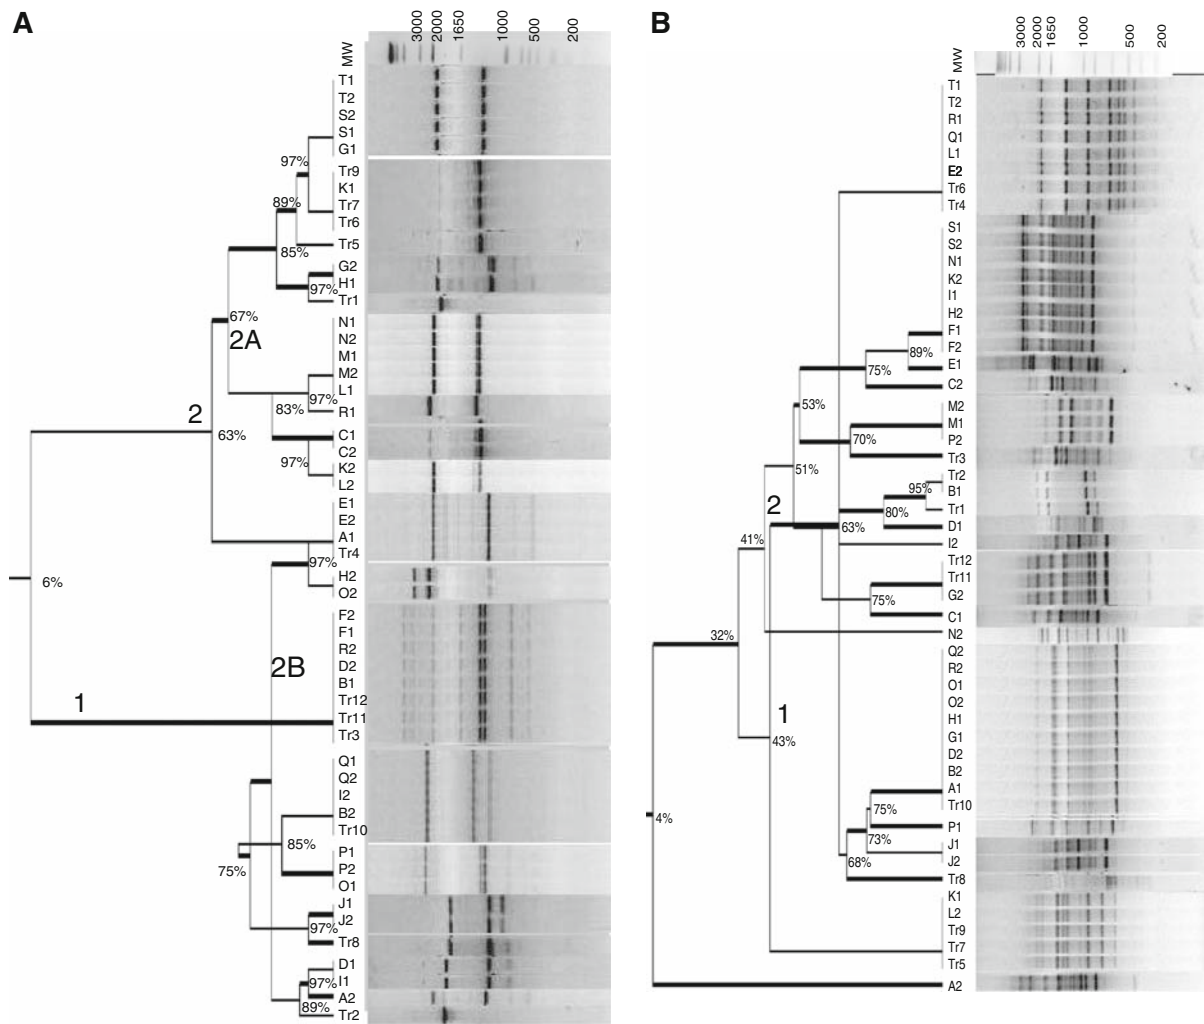 A
3000
2000
1650
1000
500
200
MW
T1
T2
S2
S1
G1
97%
Tr9
K1
Tr7
Tr6
89%
Tr5
85%
G2
H1
97%
Tr1
67%
2A
N1
N2
M1
M2
L1
97%
83%
R1
2
63%
C1
C2
97%
K2
L2
E1
E2
A1
Tr4
97%
H2
O2
6%
F2
F1
R2
D2
B1
Tr12
Tr11
Tr3
2B
1
Q1
Q2
I2
B2
Tr10
85%
75%
P1
P2
O1
J1
J2
97%
Tr8
D1
97%
I1
A2
89%
Tr2
B
3000
2000
1650
1000
500
200
MW
T1
T2
R1
Q1
L1
E2
Tr6
Tr4
S1
S2
N1
K2
I1
H2
F1
F2
89%
E1
75%
C2
53%
M2
M1
P2
70%
Tr3
51%
Tr2
95%
B1
Tr1
80%
D1
2
63%
I2
41%
Tr12
Tr11
G2
75%
C1
32%
N2
Q2
R2
O1
O2
H1
G1
D2
B2
A1
Tr10
1
43%
75%
P1
73%
J1
J2
68%
Tr8
4%
K1
L2
Tr9
Tr7
Tr5
A2